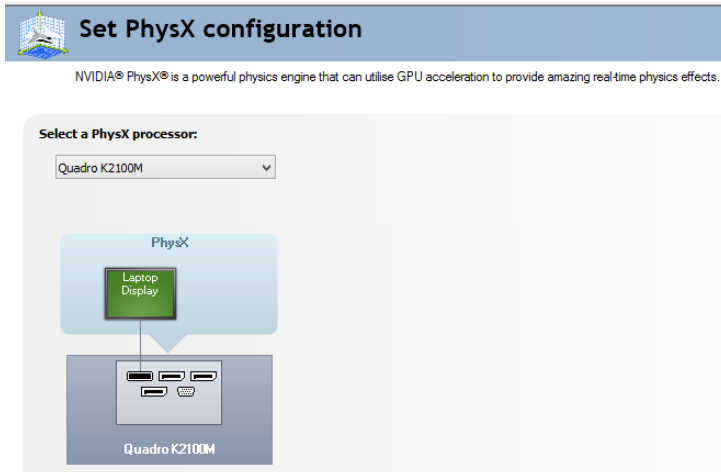 Set PhysX configuration
NVIDIA® PhysX® is a powerful physics engine that can utilise GPU acceleration to provide amazing real-time physics effects.
Select a PhysX processor:
Quadro K2100M
PhysX
Laptop
Display
Quadro K2100M